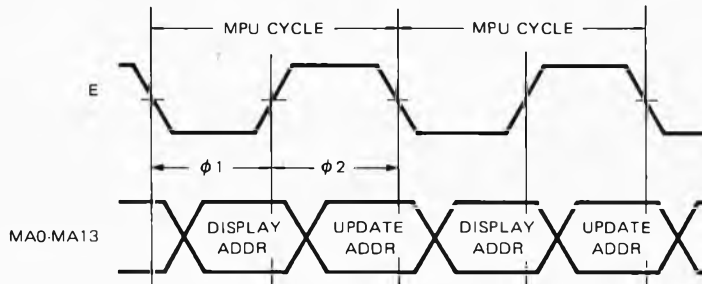 MPU CYCLE MPU CYCLE
E
ϕ1 ϕ2
MA0-MA13 DISPLAY ADDR UPDATE ADDR DISPLAY ADDR UPDATE ADDR